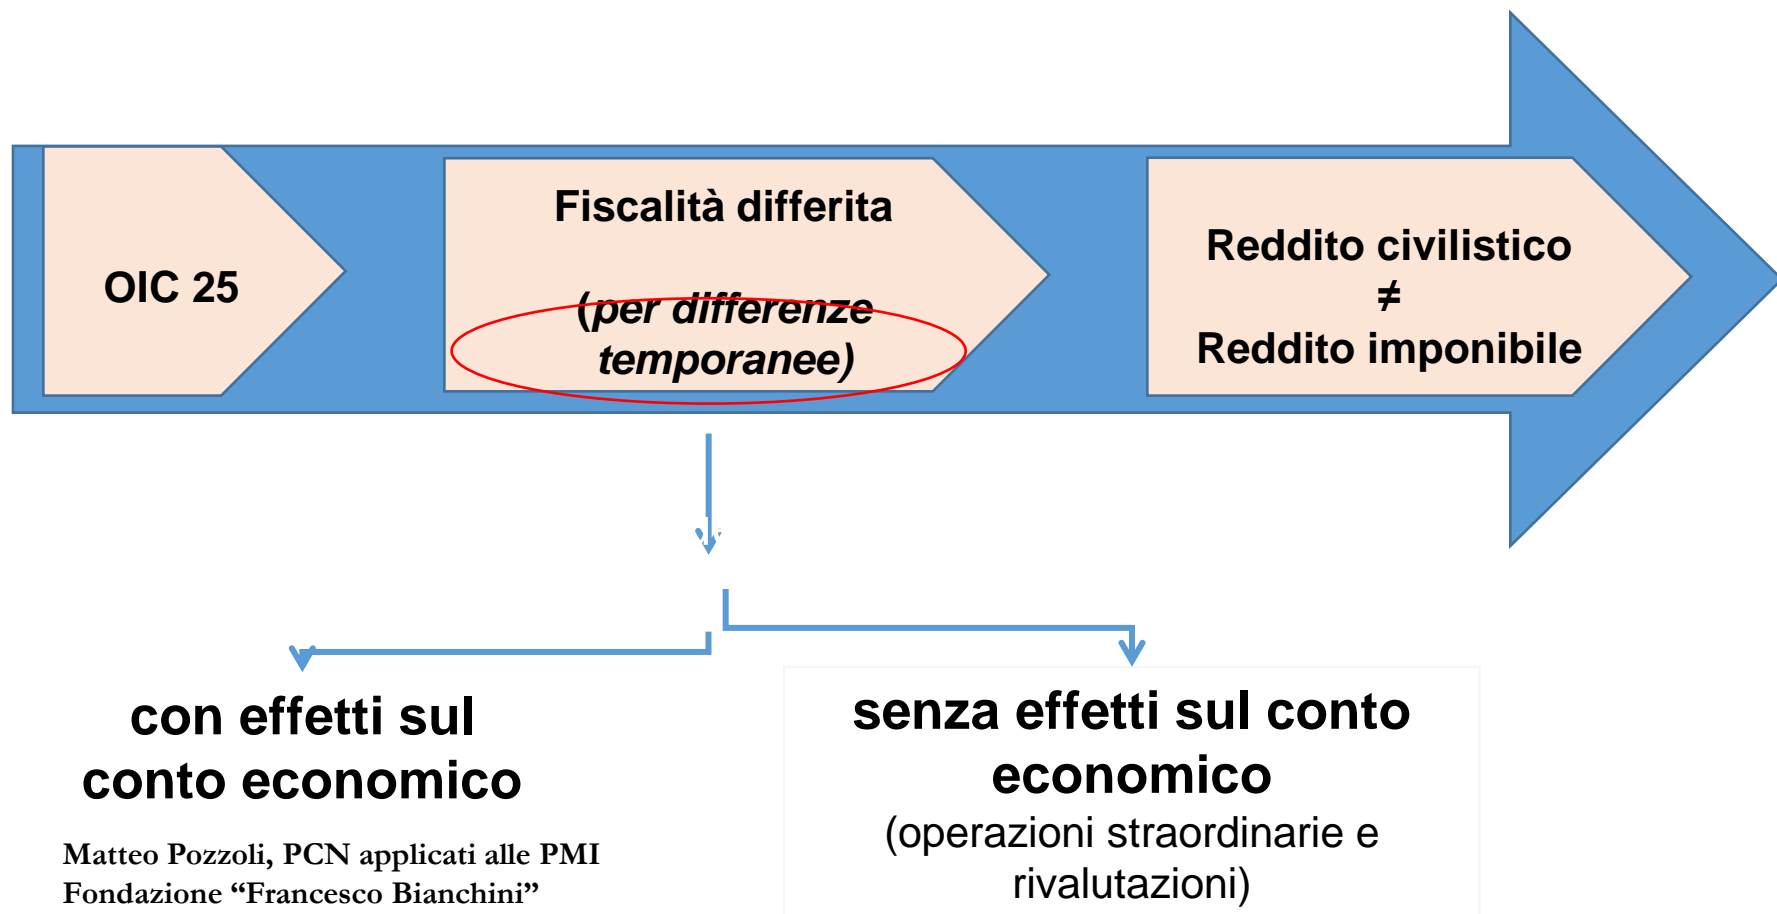 OIC 25
Fiscalità differita
(per differenze
temporanee)
Reddito civilistico
≠
Reddito imponibile
con effetti sul
conto economico
senza effetti sul conto
economico
(operazioni straordinarie e
rivalutazioni)
Matteo Pozzoli, PCN applicati alle PMI
Fondazione “Francesco Bianchini”